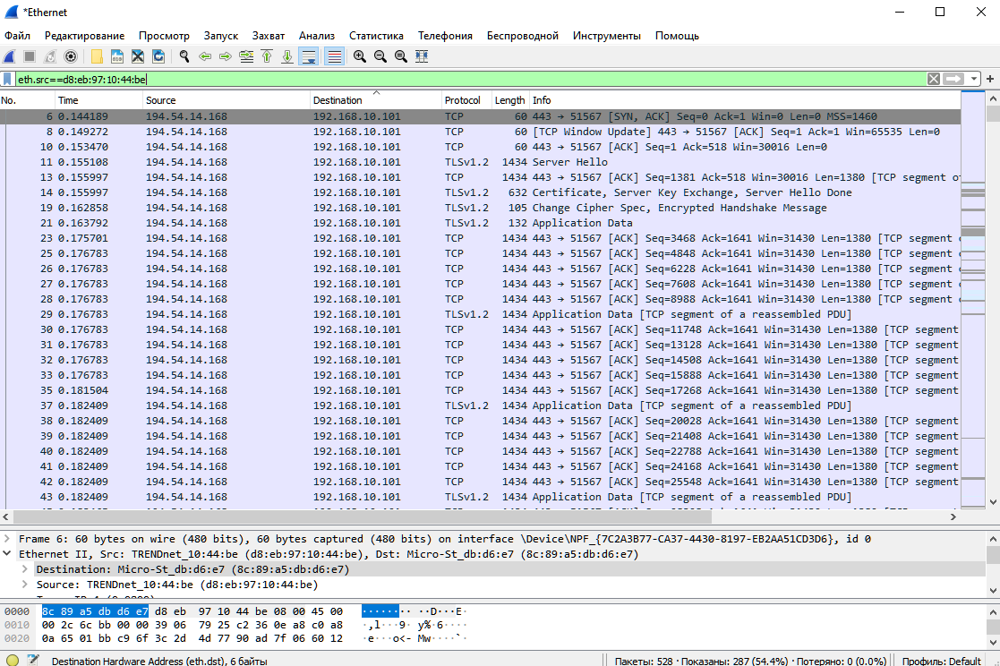 *Ethernet
Файл Редактирование Просмотр Запуск Захват Анализ Статистика Телефония Беспроводной Инструменты Помощь
eth.src==d8:eb:97:10:44:be
No. Time Source Destination Protocol Length Info
6 0.144189 194.54.14.168 192.168.10.101 TCP 60 443 → 51567 [SYN, ACK] Seq=0 Ack=1 Win=0 Len=0 MSS=1460
8 0.149272 194.54.14.168 192.168.10.101 TCP 60 [TCP Window Update] 443 → 51567 [ACK] Seq=1 Ack=1 Win=65535 Len=0
10 0.153470 194.54.14.168 192.168.10.101 TCP 60 443 → 51567 [ACK] Seq=1 Ack=518 Win=30016 Len=0
11 0.155108 194.54.14.168 192.168.10.101 TLSv1.2 1434 Server Hello
13 0.155997 194.54.14.168 192.168.10.101 TCP 1434 443 → 51567 [ACK] Seq=1381 Ack=518 Win=30016 Len=1380 [TCP segment
14 0.155997 194.54.14.168 192.168.10.101 TLSv1.2 632 Certificate, Server Key Exchange, Server Hello Done
19 0.162858 194.54.14.168 192.168.10.101 TLSv1.2 105 Change Cipher Spec, Encrypted Handshake Message
21 0.163792 194.54.14.168 192.168.10.101 TLSv1.2 132 Application Data
23 0.175701 194.54.14.168 192.168.10.101 TCP 1434 443 → 51567 [ACK] Seq=3468 Ack=1641 Win=31430 Len=1380 [TCP segment
25 0.176783 194.54.14.168 192.168.10.101 TCP 1434 443 → 51567 [ACK] Seq=4848 Ack=1641 Win=31430 Len=1380 [TCP segment
26 0.176783 194.54.14.168 192.168.10.101 TCP 1434 443 → 51567 [ACK] Seq=6228 Ack=1641 Win=31430 Len=1380 [TCP segment
27 0.176783 194.54.14.168 192.168.10.101 TCP 1434 443 → 51567 [ACK] Seq=7608 Ack=1641 Win=31430 Len=1380 [TCP segment
28 0.176783 194.54.14.168 192.168.10.101 TCP 1434 443 → 51567 [ACK] Seq=8988 Ack=1641 Win=31430 Len=1380 [TCP segment
29 0.176783 194.54.14.168 192.168.10.101 TLSv1.2 1434 Application Data [TCP segment of a reassembled PDU]
30 0.176783 194.54.14.168 192.168.10.101 TCP 1434 443 → 51567 [ACK] Seq=11748 Ack=1641 Win=31430 Len=1380 [TCP segment
31 0.176783 194.54.14.168 192.168.10.101 TCP 1434 443 → 51567 [ACK] Seq=13128 Ack=1641 Win=31430 Len=1380 [TCP segment
32 0.176783 194.54.14.168 192.168.10.101 TCP 1434 443 → 51567 [ACK] Seq=14508 Ack=1641 Win=31430 Len=1380 [TCP segment
33 0.176783 194.54.14.168 192.168.10.101 TCP 1434 443 → 51567 [ACK] Seq=15888 Ack=1641 Win=31430 Len=1380 [TCP segment
35 0.181504 194.54.14.168 192.168.10.101 TCP 1434 443 → 51567 [ACK] Seq=17268 Ack=1641 Win=31430 Len=1380 [TCP segment
37 0.182409 194.54.14.168 192.168.10.101 TLSv1.2 1434 Application Data [TCP segment of a reassembled PDU]
38 0.182409 194.54.14.168 192.168.10.101 TCP 1434 443 → 51567 [ACK] Seq=20028 Ack=1641 Win=31430 Len=1380 [TCP segment
39 0.182409 194.54.14.168 192.168.10.101 TCP 1434 443 → 51567 [ACK] Seq=21408 Ack=1641 Win=31430 Len=1380 [TCP segment
40 0.182409 194.54.14.168 192.168.10.101 TCP 1434 443 → 51567 [ACK] Seq=22788 Ack=1641 Win=31430 Len=1380 [TCP segment
41 0.182409 194.54.14.168 192.168.10.101 TCP 1434 443 → 51567 [ACK] Seq=24168 Ack=1641 Win=31430 Len=1380 [TCP segment
42 0.182409 194.54.14.168 192.168.10.101 TCP 1434 443 → 51567 [ACK] Seq=25548 Ack=1641 Win=31430 Len=1380 [TCP segment
43 0.182409 194.54.14.168 192.168.10.101 TLSv1.2 1434 Application Data [TCP segment of a reassembled PDU]
Frame 6: 60 bytes on wire (480 bits), 60 bytes captured (480 bits) on interface \Device\NPF_{7C2A3B77-CA37-4430-8197-EB2AA51CD3D6}, id 0
Ethernet II, Src: TRENDnet_10:44:be (d8:eb:97:10:44:be), Dst: Micro-St_db:d6:e7 (8c:89:a5:db:d6:e7)
Destination: Micro-St_db:d6:e7 (8c:89:a5:db:d6:e7)
Source: TRENDnet_10:44:be (d8:eb:97:10:44:be)
0000 8c 89 a5 db d6 e7 d8 eb 97 10 44 be 08 00 45 00 ········ ··D···E·
0010 00 2c 6c bb 00 00 39 06 79 25 c2 36 0e a8 c0 a8 ·,l···9· y%·6····
0020 0a 65 01 bb c9 6f 3c 2d 4d 77 90 ad 7f 06 60 12 ·e···o<- Mw····`·
Destination Hardware Address (eth.dst), 6 байты Пакеты: 528 · Показаны: 287 (54.4%) · Потеряно: 0 (0.0%) Профиль: Default